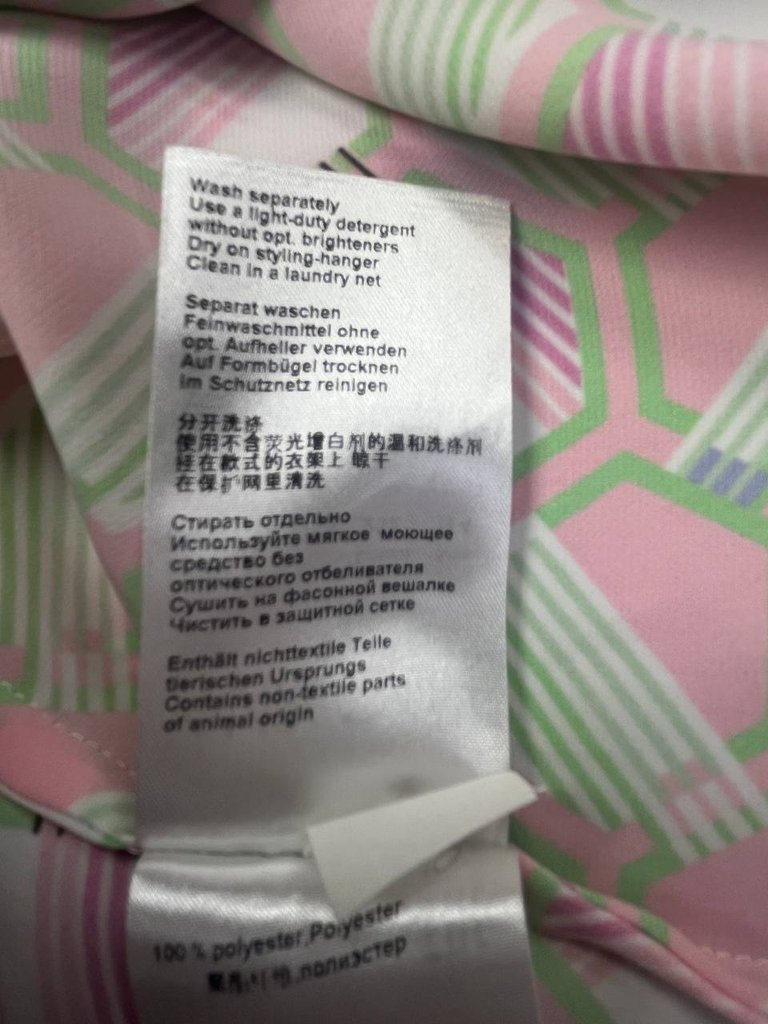 Wash separately
Use a light-duty detergent
without opt. brighteners
Dry on styling-hanger
Clean in a laundry net
Separat waschen
Feinwaschmittel ohne
opt. Aufheller verwenden
Auf Formbügel trocknen
Im Schutznetz reinigen
分开洗涤
使用不含荧光增白剂的温和洗涤剂
挂在款式的衣架上 晾干
在保护网里清洗
Стирать отдельно
Используйте мягкое моющее
средство без
оптического отбеливателя
Сушить на фасонной вешалке
Чистить в защитной сетке
Enthält nichttextile Teile
tierischen Ursprungs
Contains non-textile parts
of animal origin
100 % polyester,Polyester
полиэстер